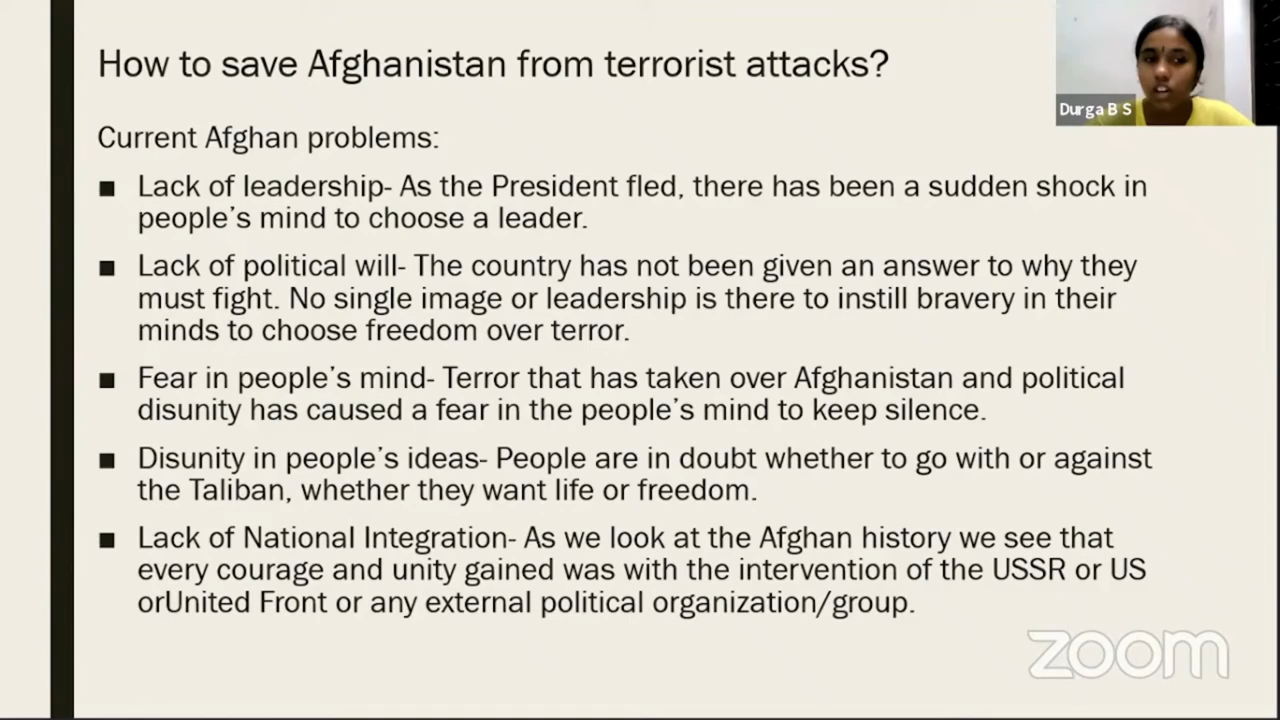 How to save Afghanistan from terrorist attacks?
Durga B S
Current Afghan problems:
■ Lack of leadership- As the President fled, there has been a sudden shock in
people's mind to choose a leader.
■ Lack of political will- The country has not been given an answer to why they
must fight. No single image or leadership is there to instill bravery in their
minds to choose freedom over terror.
■ Fear in people's mind- Terror that has taken over Afghanistan and political
disunity has caused a fear in the people's mind to keep silence.
■ Disunity in people's ideas- People are in doubt whether to go with or against
the Taliban, whether they want life or freedom.
■ Lack of National Integration- As we look at the Afghan history we see that
every courage and unity gained was with the intervention of the USSR or US
orUnited Front or any external political organization/group.
zoom